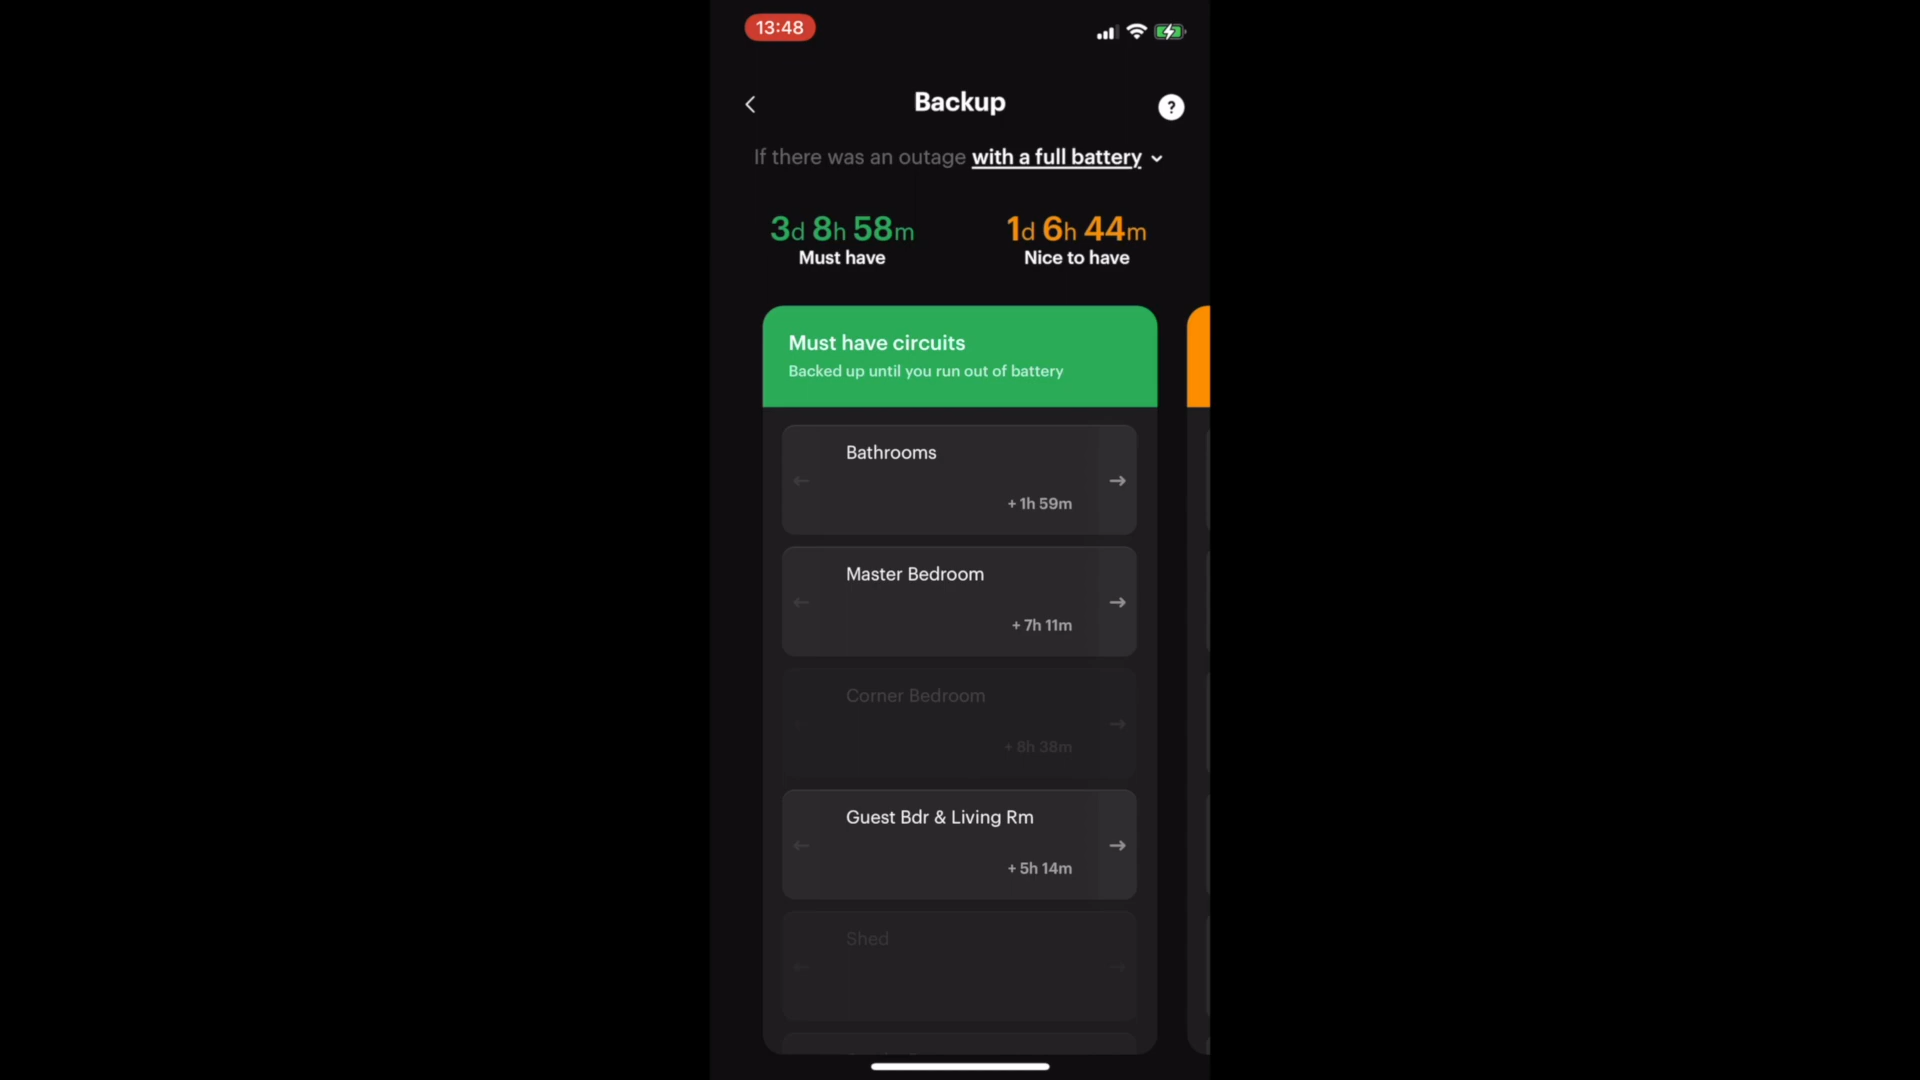 13:48
Backup
?
If there was an outage with a full battery
3d 8h 58m
Must have
1d 6h 44m
Nice to have
Must have circuits
Backed up until you run out of battery
Bathrooms
+ 1h 59m
Master Bedroom
+ 7h 11m
Corner Bedroom
+ 8h 38m
Guest Bdr & Living Rm
+ 5h 14m
Shed